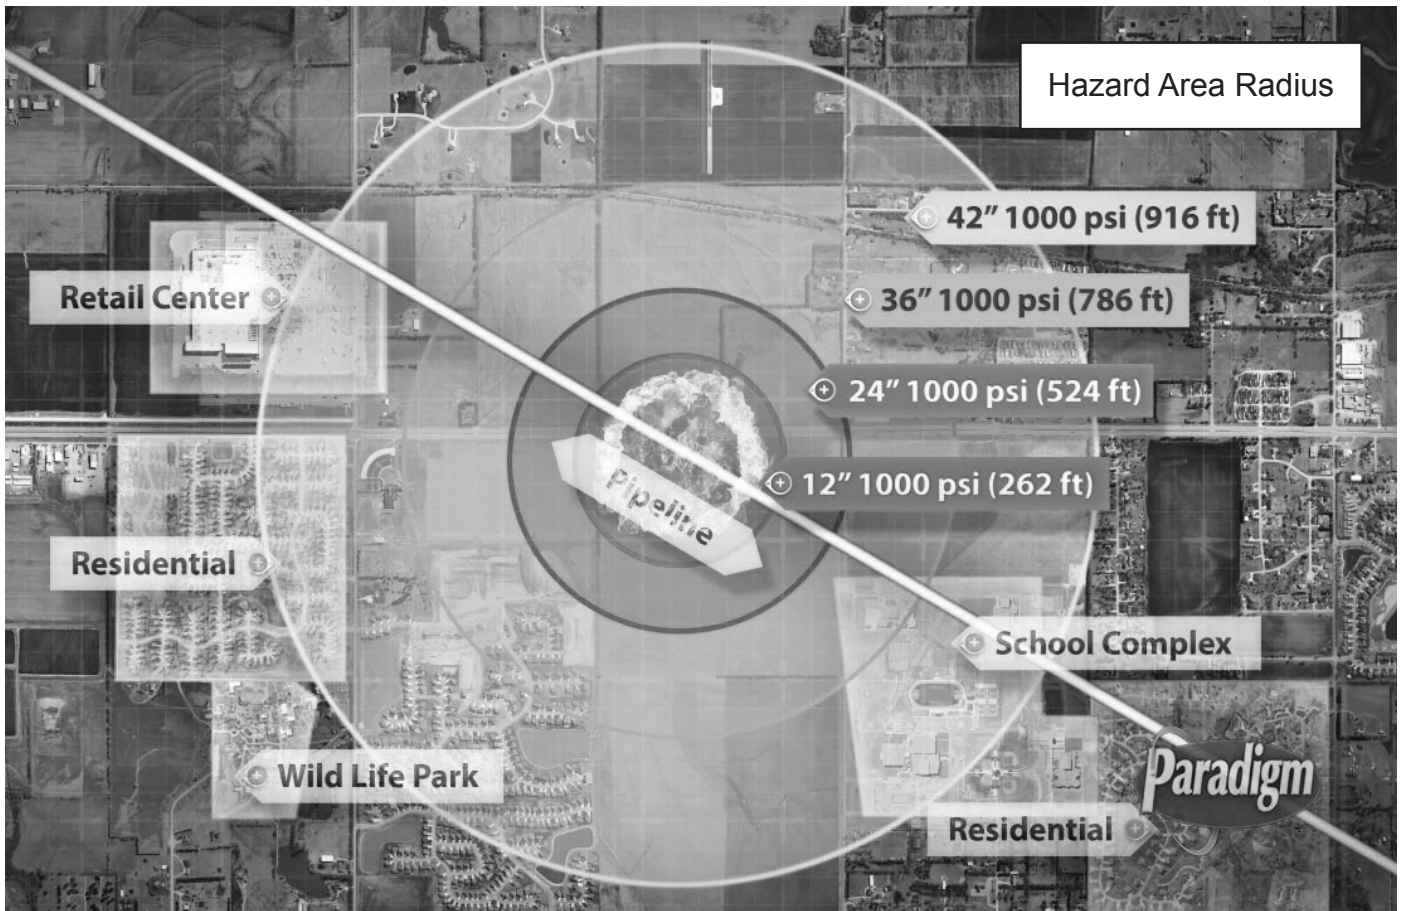 Hazard Area Radius
42” 1000 psi (916 ft)
Retail Center
36” 1000 psi (786 ft)
24” 1000 psi (524 ft)
12” 1000 psi (262 ft)
Pipeline
Residential
School Complex
Wild Life Park
Paradigm
Residential